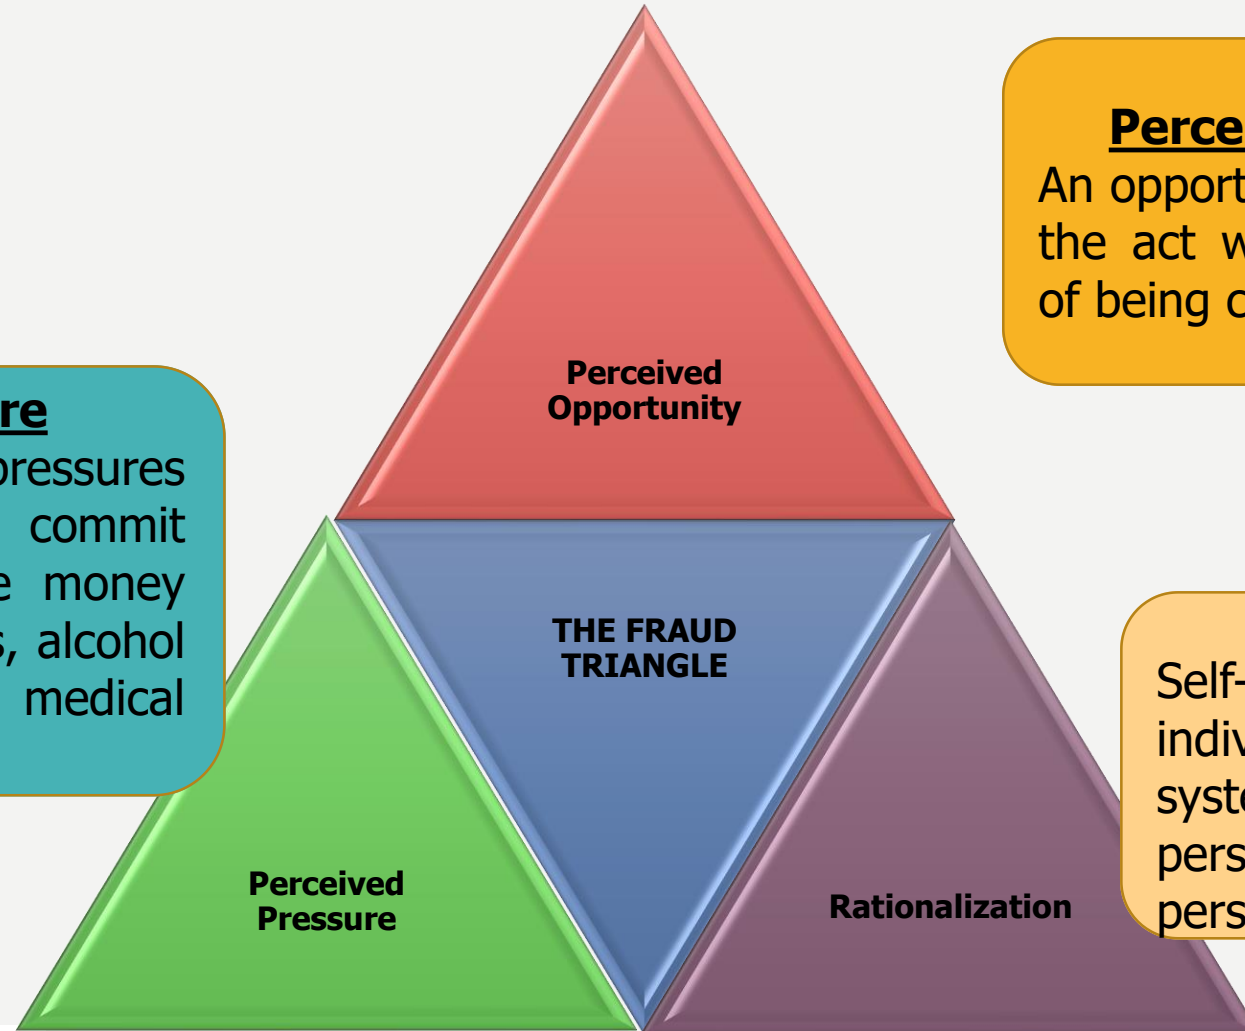 Perce
An opport
the act w
of being
Perceived
Opportunity
re
pressures
commit
e money
s, alcohol
medical
THE FRAUD
TRIANGLE
Self-
indiv
syste
pers
pers
Perceived
Pressure
Rationalization